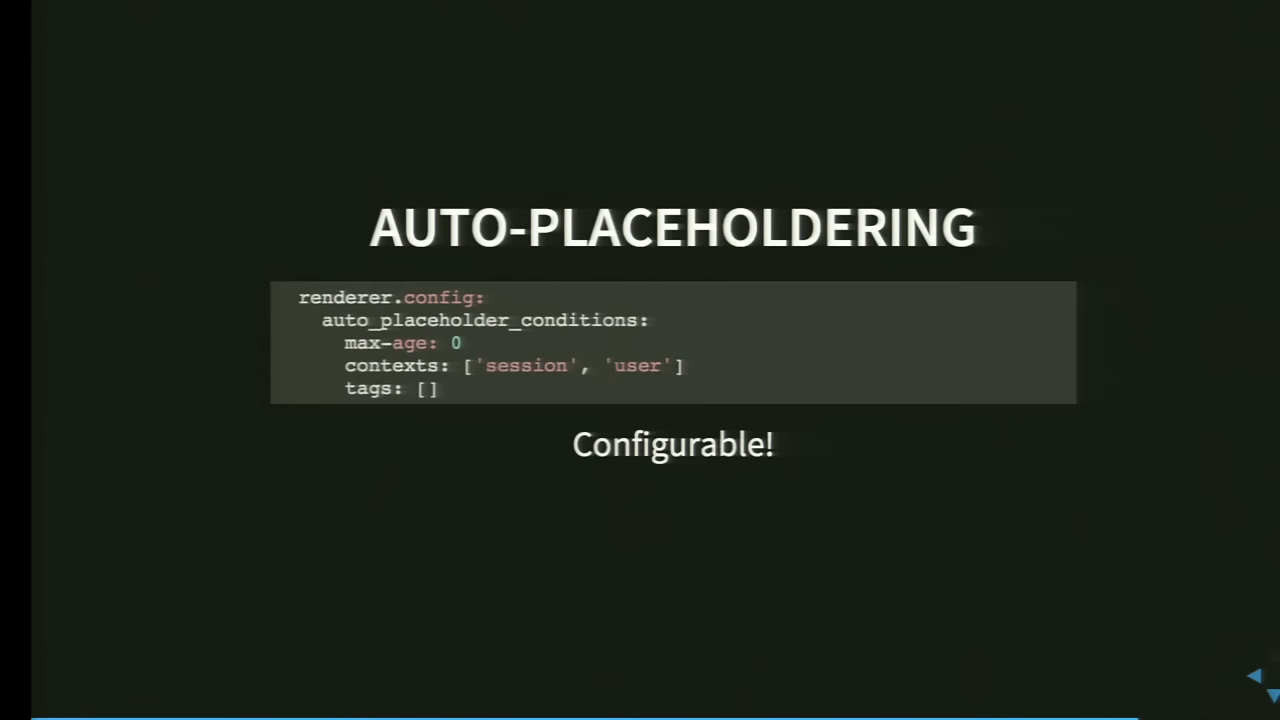 AUTO-PLACEHOLDERING
renderer.config:
  auto_placeholder_conditions:
    max-age: 0
    contexts: ['session', 'user']
    tags: []
Configurable!